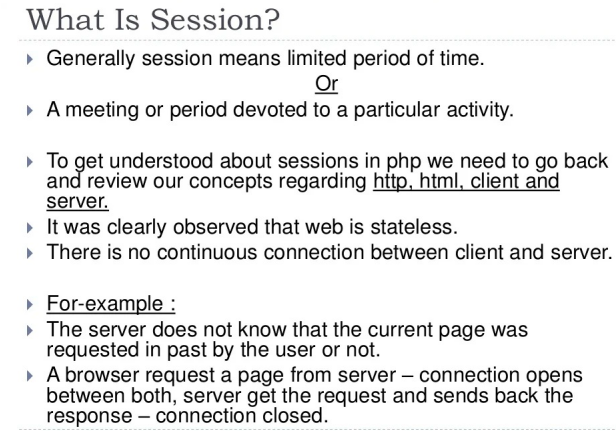 What Is Session?
Generally session means limited period of time.
Or
A meeting or period devoted to a particular activity.
To get understood about sessions in php we need to go back
and review our concepts regarding http, html, client and
server.
It was clearly observed that web is stateless.
There is no continuous connection between client and server.
For-example :
The server does not know that the current page was
requested in past by the user or not.
A browser request a page from server – connection opens
between both, server get the request and sends back the
response – connection closed.